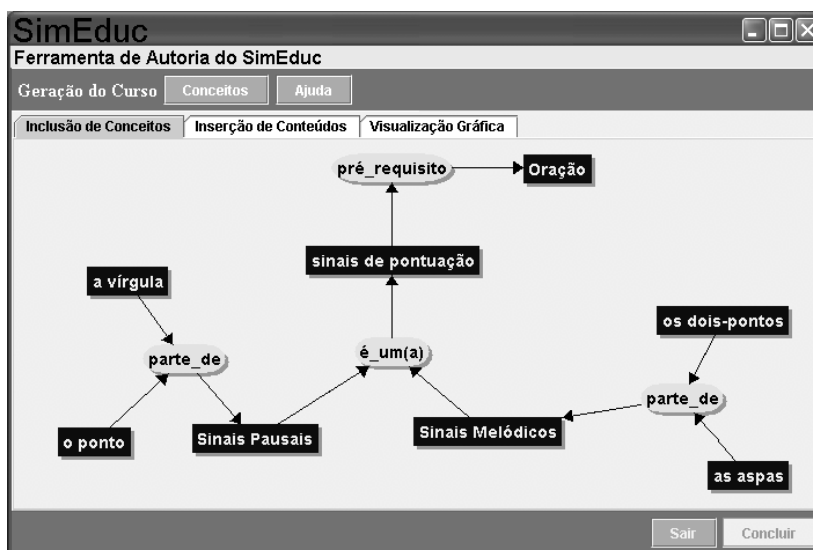 SimEduc
Ferramenta de Autoria do SimEduc
Geração do Curso Conceitos Ajuda
Inclusão de Conceitos Inserção de Conteúdos Visualização Gráfica
pré_requisito Oração
sinais de pontuação
a vírgula
os dois-pontos
parte_de é_um(a)
parte_de
o ponto Sinais Pausais Sinais Melódicos
as aspas
Sair Concluir